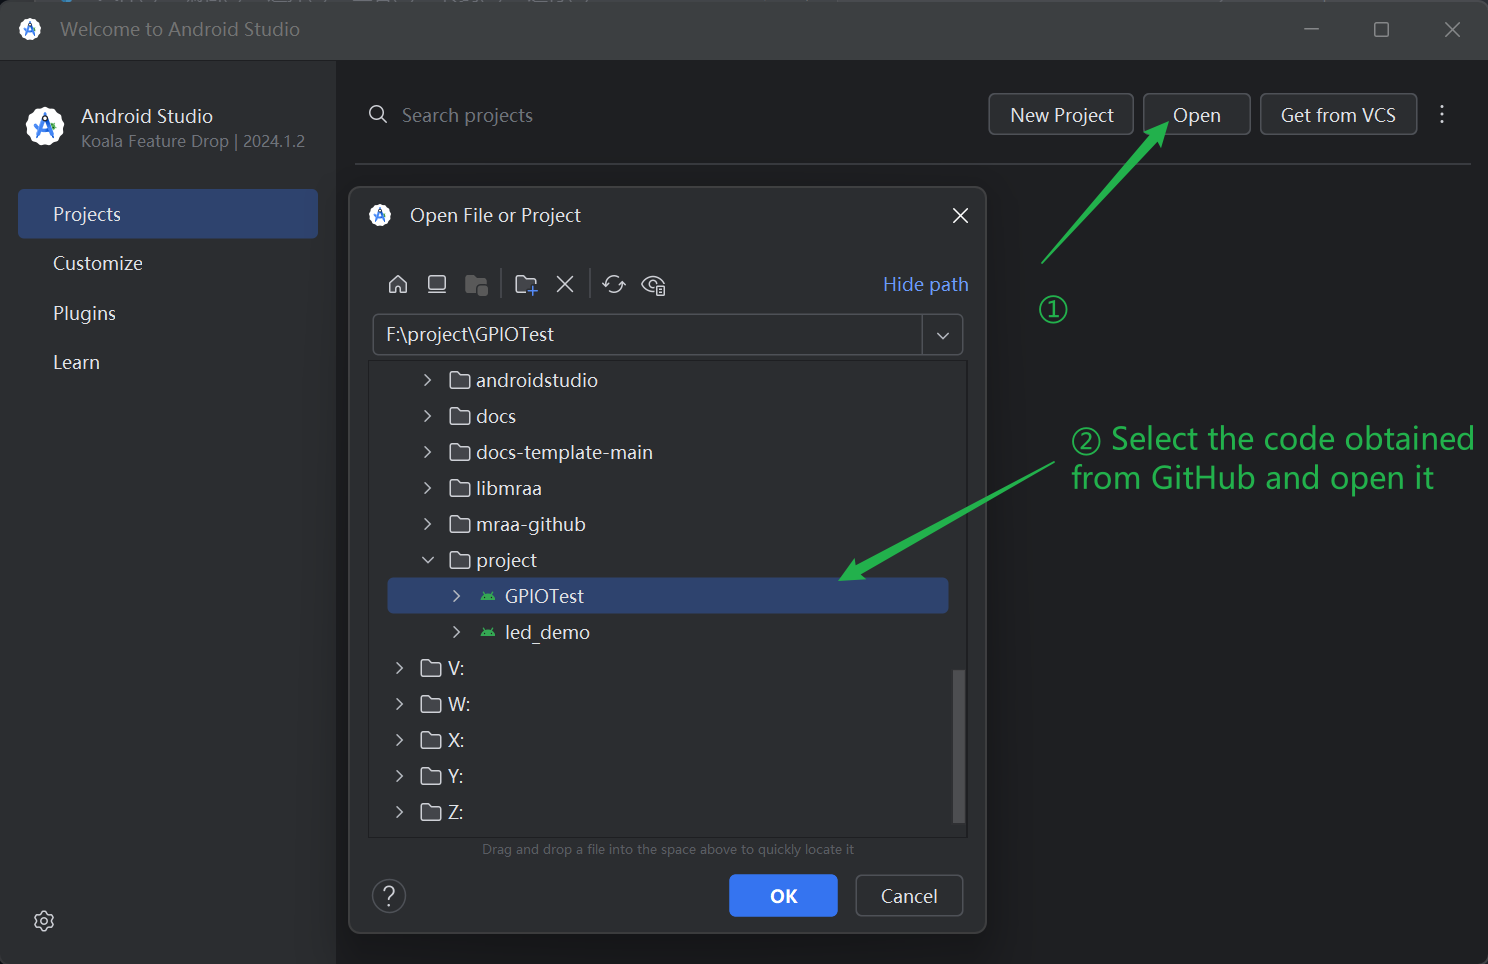 Welcome to Android Studio
Android Studio
Koala Feature Drop | 2024.1.2
Projects
Customize
Plugins
Learn
Search projects
New Project
Open
Get from VCS
Open File or Project
Hide path
F:\project\GPIOTest
androidstudio
docs
docs-template-main
libmraa
mraa-github
project
GPIOTest
led_demo
V:
W:
X:
Y:
Z:
Drag and drop a file into the space above to quickly locate it
?
OK
Cancel
①
② Select the code obtained
from GitHub and open it